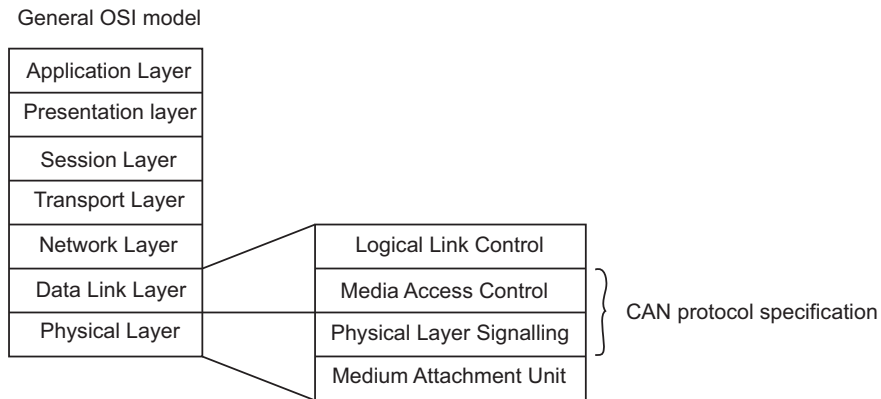 General OSI model
Application Layer
Presentation layer
Session Layer
Transport Layer
Network Layer
Data Link Layer
Physical Layer
Logical Link Control
Media Access Control
Physical Layer Signalling
Medium Attachment Unit
CAN protocol specification